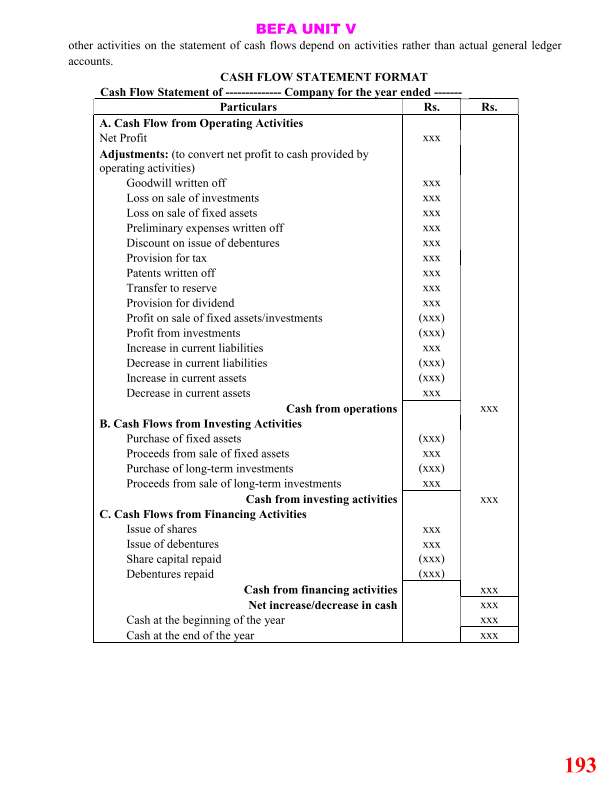 BEFA UNIT V
other activities on the statement of cash flows depend on activities rather than actual general ledger
accounts.
CASH FLOW STATEMENT FORMAT
Cash Flow Statement of -------------- Company for the year ended -------
Particulars Rs. Rs.
A. Cash Flow from Operating Activities
Net Profit xxx
Adjustments: (to convert net profit to cash provided by
operating activities)
Goodwill written off xxx
Loss on sale of investments xxx
Loss on sale of fixed assets xxx
Preliminary expenses written off xxx
Discount on issue of debentures xxx
Provision for tax xxx
Patents written off xxx
Transfer to reserve xxx
Provision for dividend xxx
Profit on sale of fixed assets/investments (xxx)
Profit from investments (xxx)
Increase in current liabilities xxx
Decrease in current liabilities (xxx)
Increase in current assets (xxx)
Decrease in current assets xxx
Cash from operations xxx
B. Cash Flows from Investing Activities
Purchase of fixed assets (xxx)
Proceeds from sale of fixed assets xxx
Purchase of long-term investments (xxx)
Proceeds from sale of long-term investments xxx
Cash from investing activities xxx
C. Cash Flows from Financing Activities
Issue of shares xxx
Issue of debentures xxx
Share capital repaid (xxx)
Debentures repaid (xxx)
Cash from financing activities xxx
Net increase/decrease in cash xxx
Cash at the beginning of the year xxx
Cash at the end of the year xxx
193